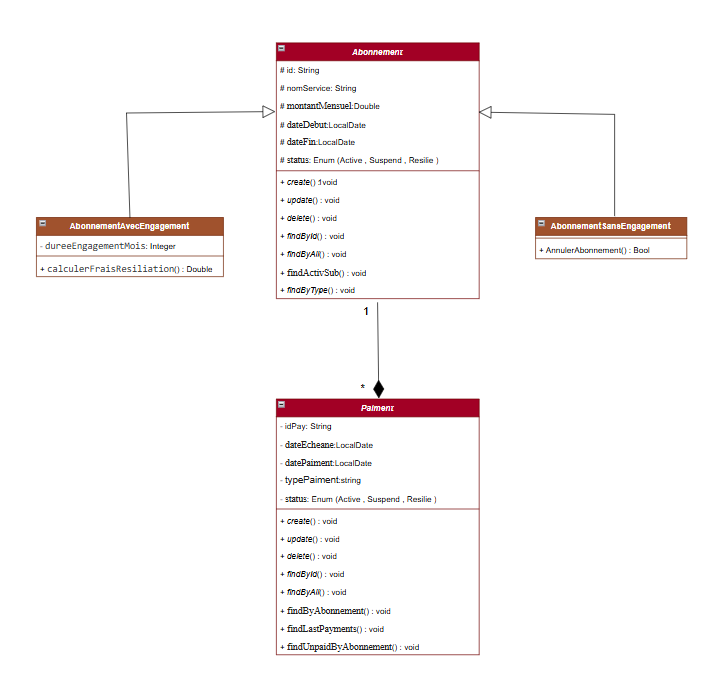 Abonnement
# id: String
# nomService: String
# montantMensuel:Double
# dateDebut:LocalDate
# dateFin:LocalDate
# status: Enum (Active , Suspend , Resilie )
+ create() : void
+ update() : void
+ delete() : void
+ findById() : void
+ findByAll() : void
+ findActivSub() : void
+ findByType() : void
AbonnementAvecEngagement
- dureeEngagementMois: Integer
+ calculerFraisResiliation() : Double
AbonnementSansEngagement
+ AnnulerAbonnement() : Bool
1
*
Paiment
- idPay: String
- dateEcheane:LocalDate
- datePaiment:LocalDate
- typePaiment:string
- status: Enum (Active , Suspend , Resilie )
+ create() : void
+ update() : void
+ delete() : void
+ findById() : void
+ findByAll() : void
+ findByAbonnement() : void
+ findLastPayments() : void
+ findUnpaidByAbonnement() : void